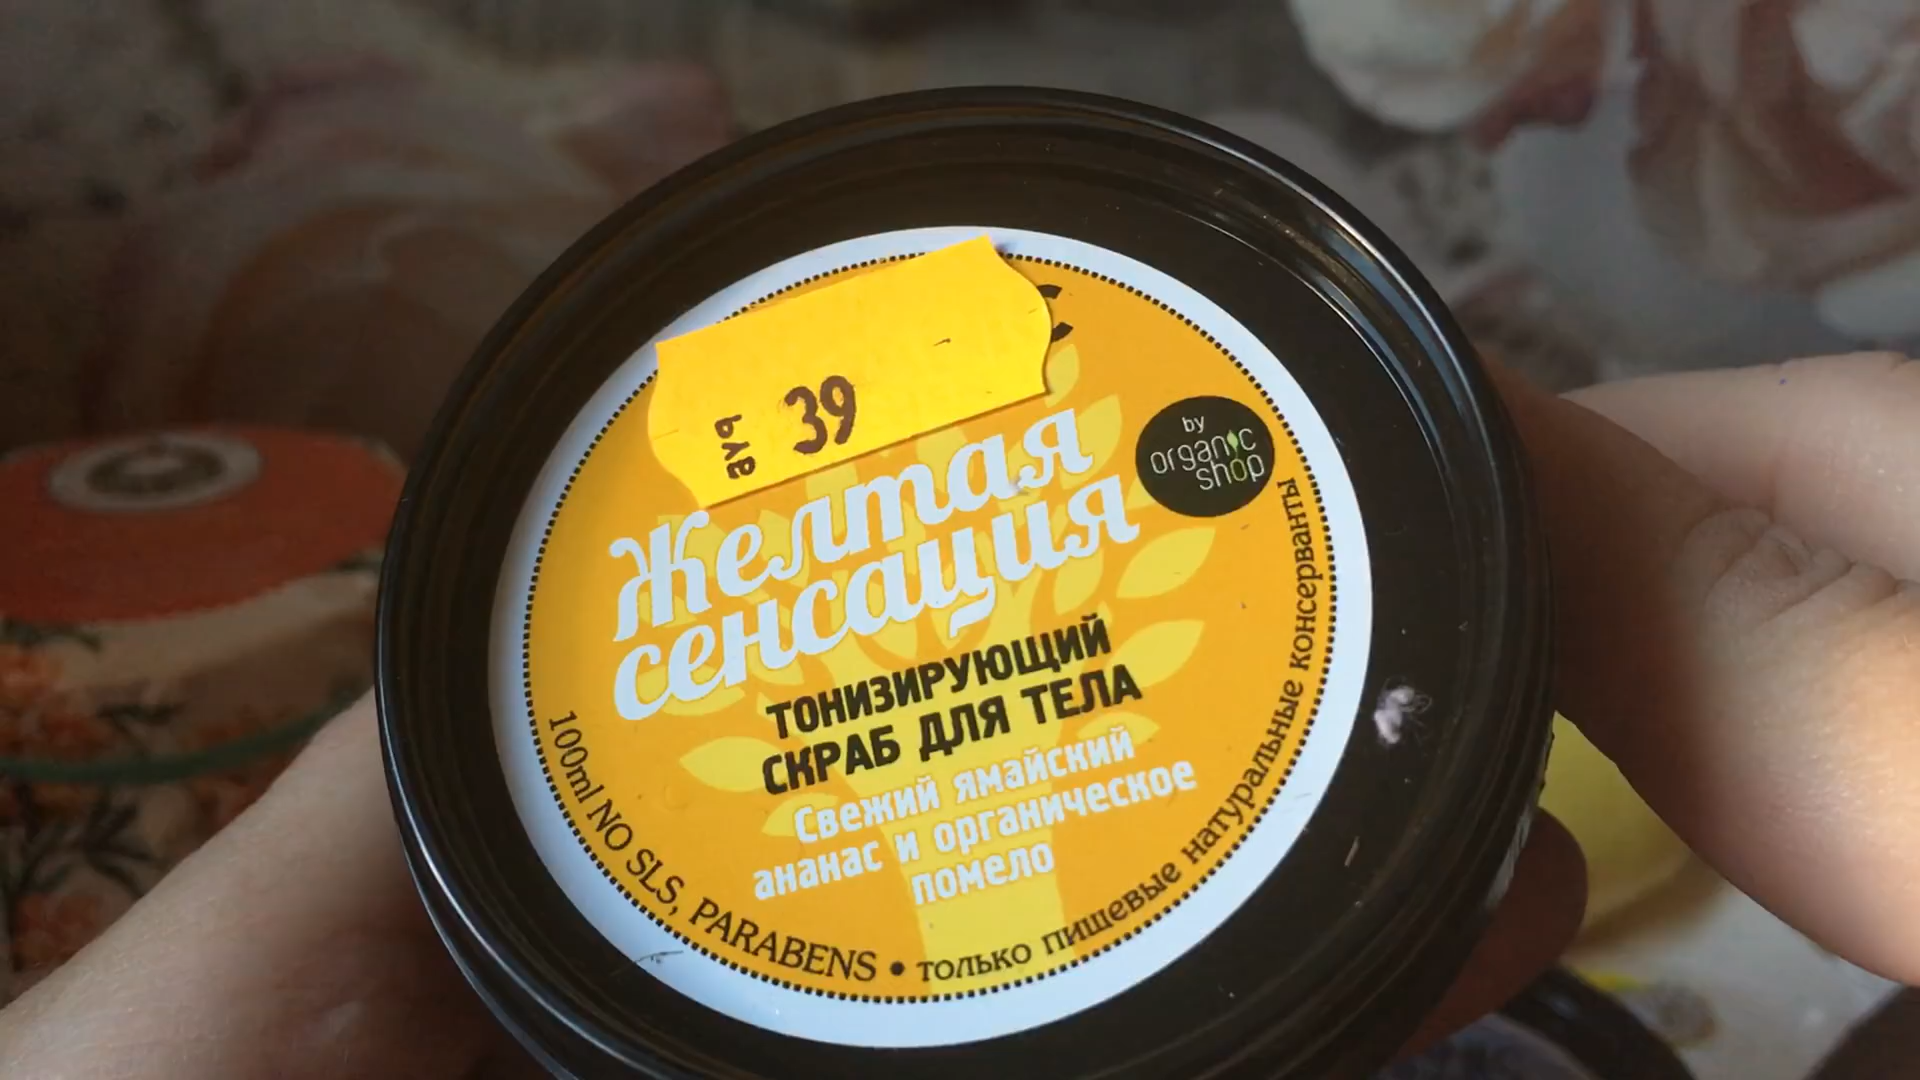 39
Желтая
сенсация
by
organic
shop
ТОНИЗИРУЮЩИЙ
СКРАБ ДЛЯ ТЕЛА
Свежий ямайский
ананас и органическое
помело
100ml NO SLS, PARABENS • только пищевые натуральные консерванты